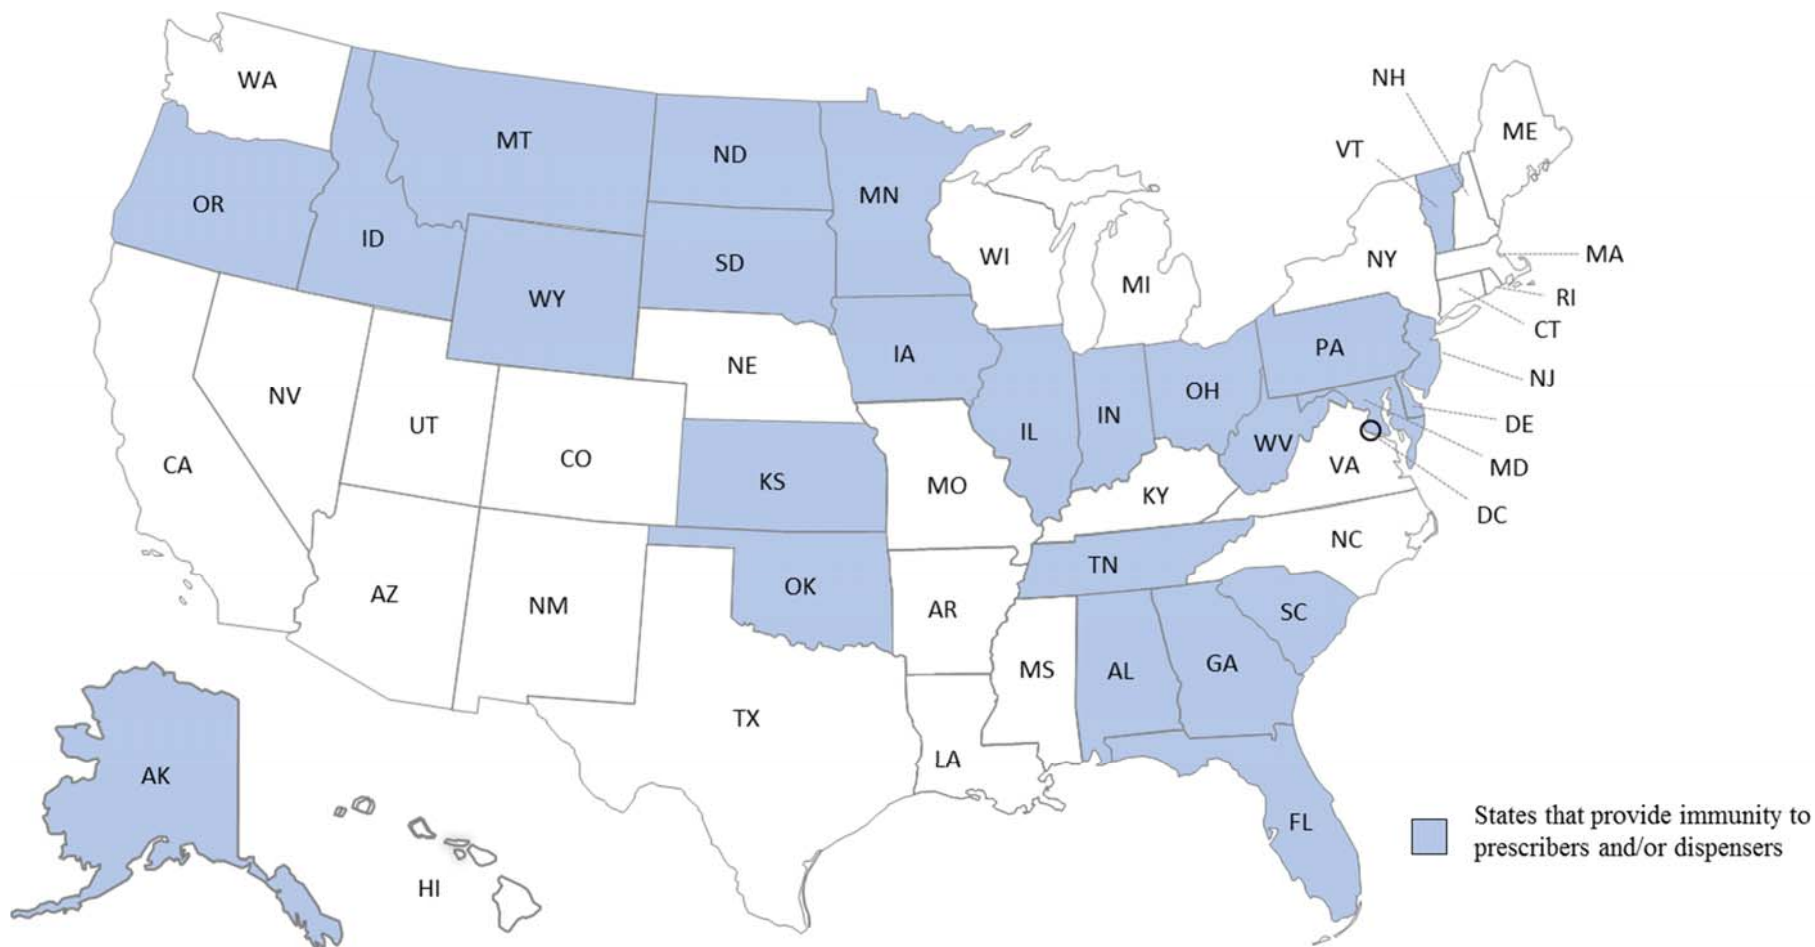 WA
MT
ND
MN
OR
ID
SD
WY
WI
MI
NH
VT
ME
NY
MA
RI
CT
NE
IA
PA
NJ
NV
UT
CO
IL
IN
OH
DE
CA
KS
MO
WV
VA
MD
KY
DC
AZ
NM
OK
AR
TN
NC
SC
MS
AL
GA
TX
LA
AK
HI
FL
States that provide immunity to
prescribers and/or dispensers